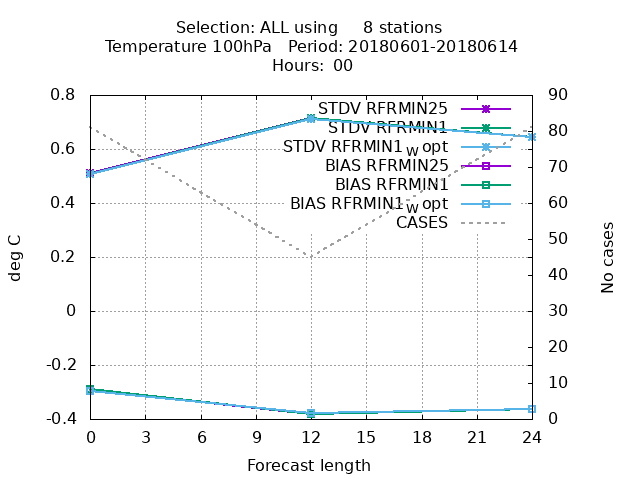 Selection: ALL using     8 stations
Temperature 100hPa   Period: 20180601-20180614
Hours:  00
0.8
0.6
0.4
0.2
0
-0.2
-0.4
deg C
STDV RFRMIN25
STDV RFRMIN1
STDV RFRMIN1_w opt
BIAS RFRMIN25
BIAS RFRMIN1
BIAS RFRMIN1_w opt
CASES
90
80
70
60
50
40
30
20
10
0
No cases
0 3 6 9 12 15 18 21 24
Forecast length